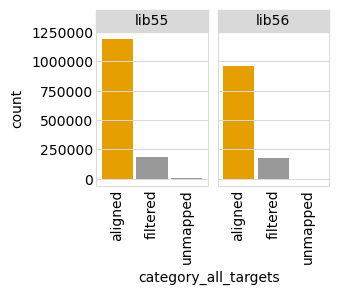 lib55 lib56
1250000
1000000
750000
500000
250000
0
count
aligned filtered unmapped aligned filtered unmapped
category_all_targets